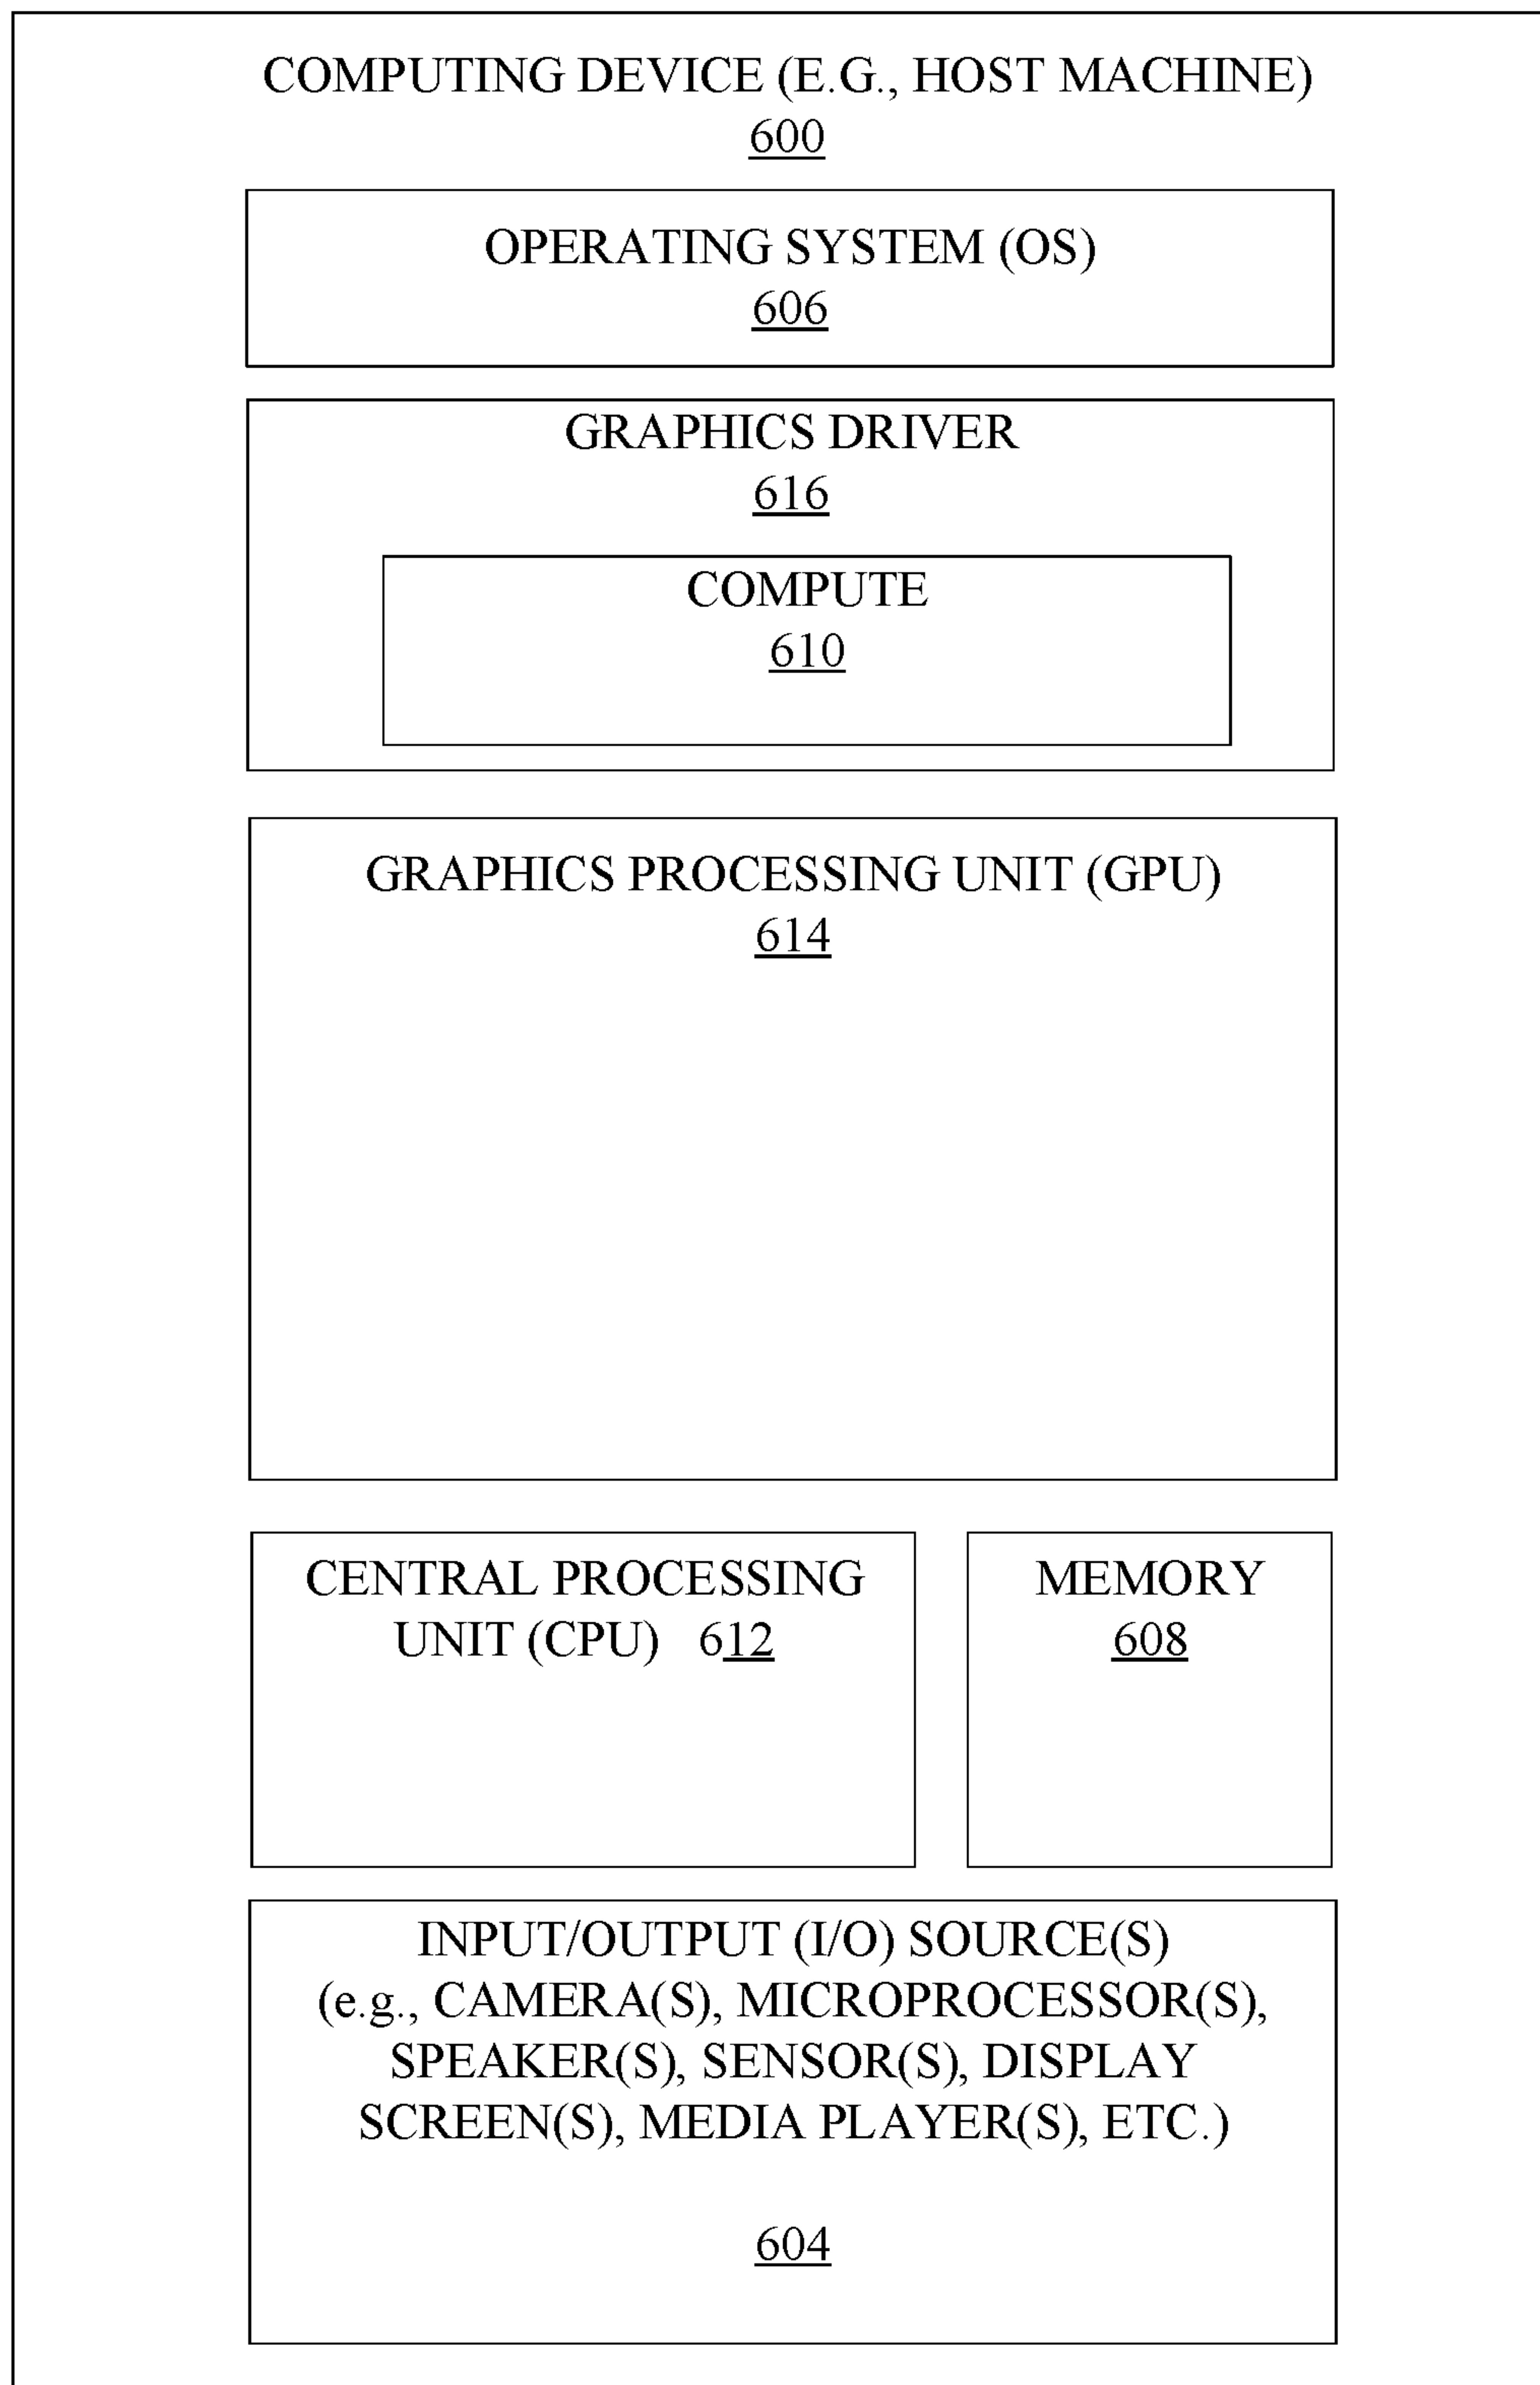 COMPUTING DEVICE (E.G., HOST MACHINE)
600
OPERATING SYSTEM (OS)
606
GRAPHICS DRIVER
616
COMPUTE
610
GRAPHICS PROCESSING UNIT (GPU)
614
CENTRAL PROCESSING
UNIT (CPU) 612
MEMORY
608
INPUT/OUTPUT (I/O) SOURCE(S)
(e.g., CAMERA(S), MICROPROCESSOR(S),
SPEAKER(S), SENSOR(S), DISPLAY
SCREEN(S), MEDIA PLAYER(S), ETC.)
604